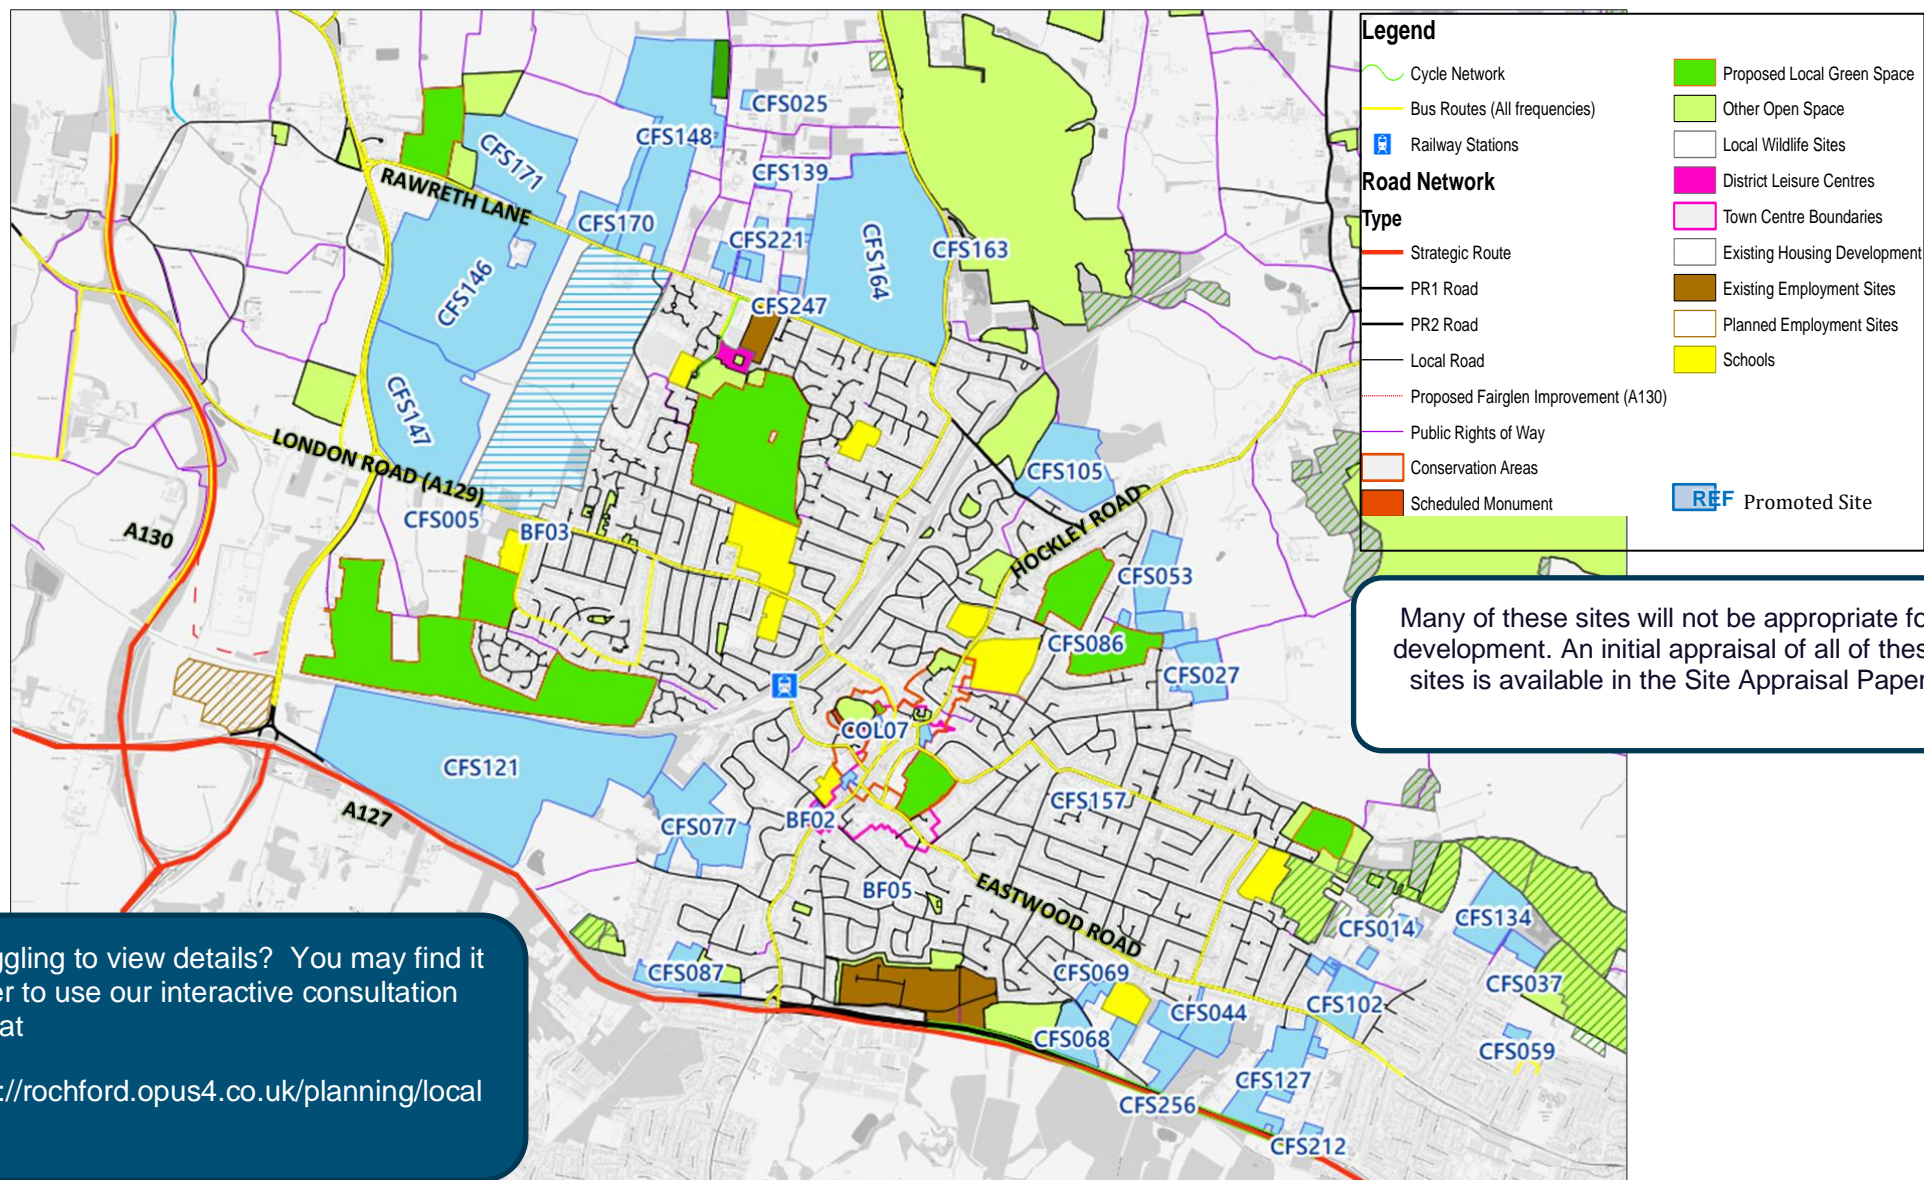 Legend
Cycle Network
Bus Routes (All frequencies)
Railway Stations
Road Network
Type
Strategic Route
PR1 Road
PR2 Road
Local Road
Proposed Fairglen Improvement (A130)
Public Rights of Way
Conservation Areas
Scheduled Monument
Proposed Local Green Space
Other Open Space
Local Wildlife Sites
District Leisure Centres
Town Centre Boundaries
Existing Housing Development
Existing Employment Sites
Planned Employment Sites
Schools
REF Promoted Site
CFS025
CFS148
CFS171
CFS139
RAWRETH LANE
CFS170
CFS221
CFS164
CFS163
CFS146
CFS247
CFS147
LONDON ROAD (A129)
CFS105
CFS005
HOCKLEY ROAD
A130
BF03
CFS053
CFS086
CFS027
COL07
CFS121
A127
CFS077
BF02
CFS157
BF05
EASTWOOD ROAD
CFS014
CFS134
CFS087
CFS069
CFS037
CFS102
CFS044
CFS068
CFS059
CFS127
CFS256
CFS212
Many of these sites will not be appropriate fo
development. An initial appraisal of all of thes
sites is available in the Site Appraisal Paper
ggling to view details? You may find it
er to use our interactive consultation
at
://rochford.opus4.co.uk/planning/local